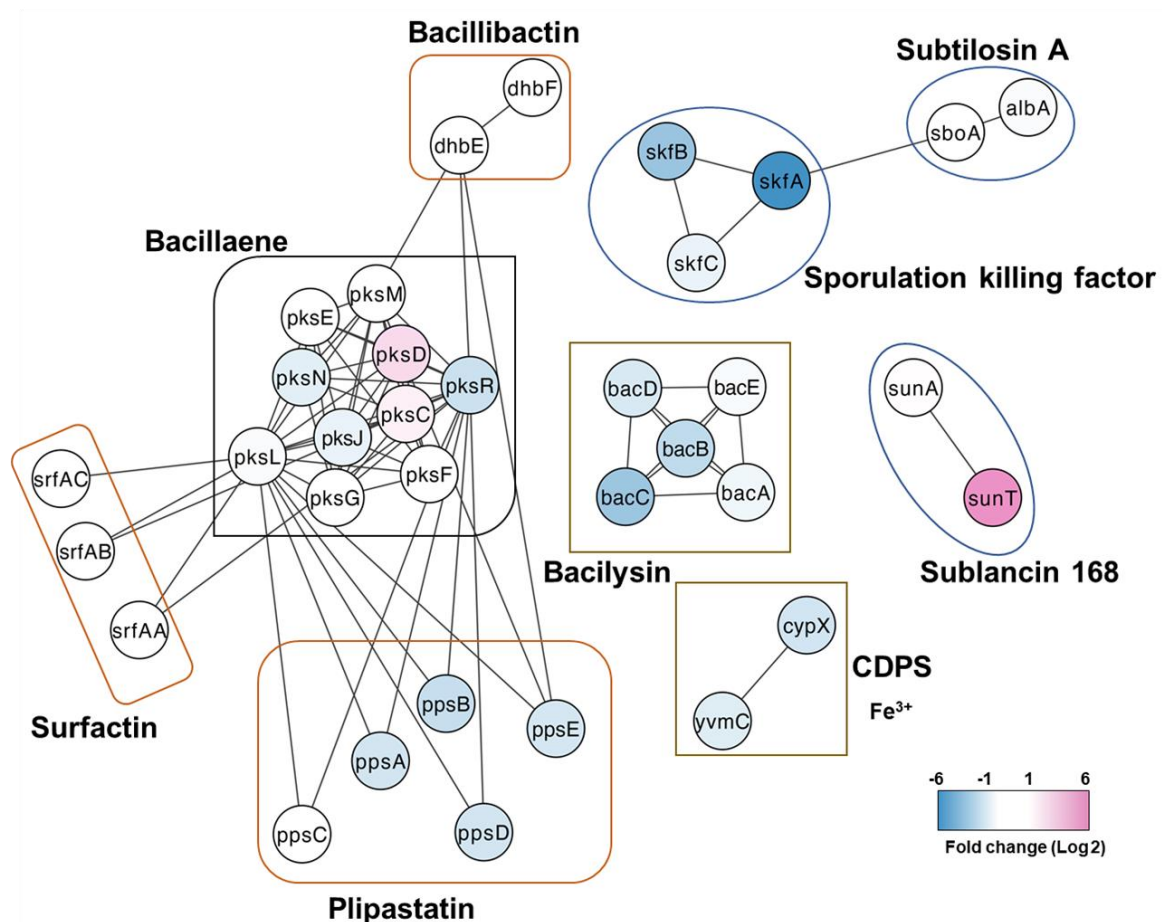 Bacillibactin
dhbF
dhbE
Subtilosin A
albA
sboA
skfB
skfA
skfC
Sporulation killing factor
Bacillaene
pksM
pksE
pksD
pksN
pksR
pksC
pksJ
pksL
pksF
pksG
bacD
bacE
bacB
bacC
bacA
Bacilysin
sunA
sunT
Sublancin 168
srfAC
srfAB
srfAA
Surfactin
cypX
yvmC
CDPS
Fe³⁺
ppsB
ppsE
ppsA
ppsC
ppsD
Plipastatin
-6 -1 1 6
Fold change (Log2)